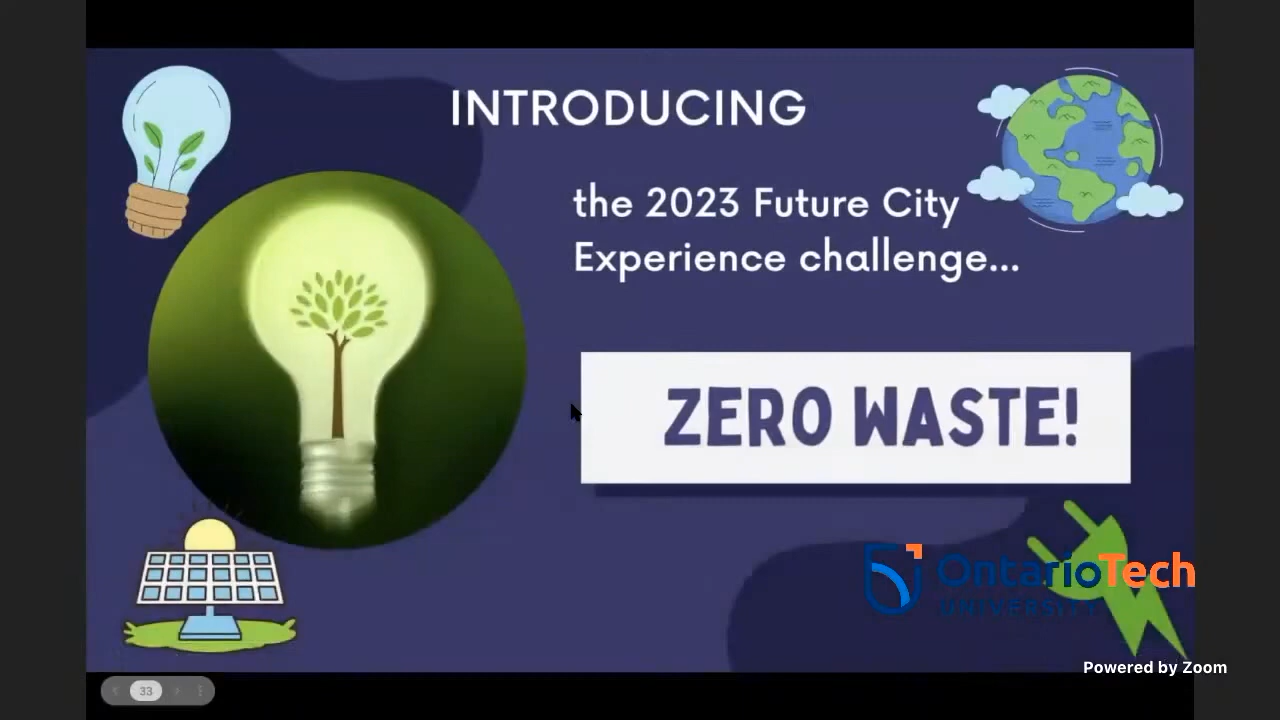 INTRODUCING
the 2023 Future City
Experience challenge...
ZERO WASTE!
OntarioTech
UNIVERSITY
Powered by Zoom
33